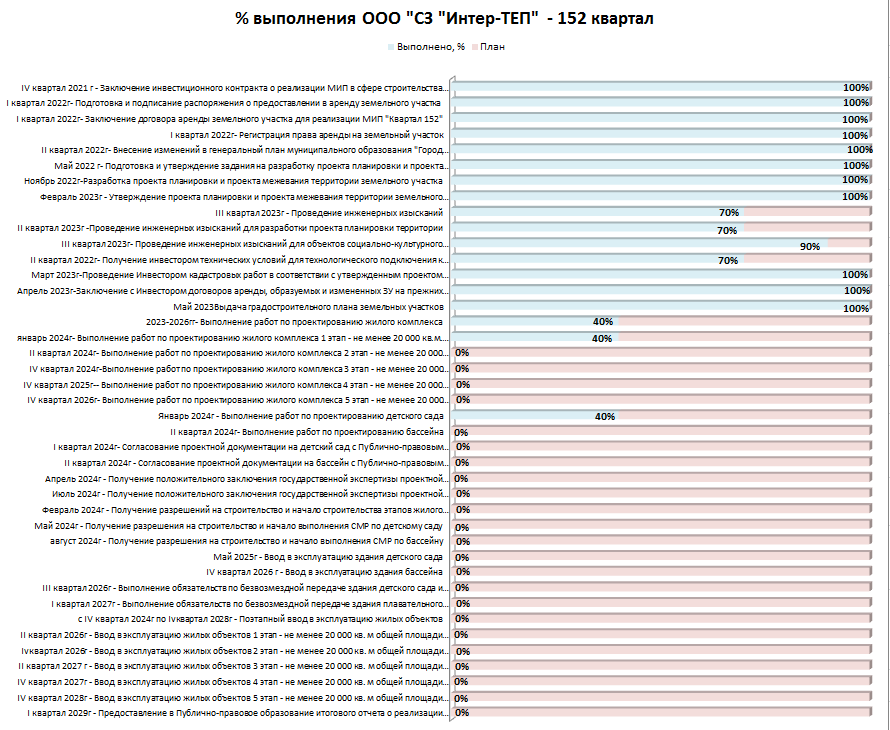 % выполнения ООО "СЗ "Интер-ТЕП" - 152 квартал
Выполнено, % План
IV квартал 2021 г - Заключение инвестиционного контракта о реализации МИП в сфере строительства... 100%
I квартал 2022г- Подготовка и подписание распоряжения о предоставлении в аренду земельного участка 100%
I квартал 2022г- Заключение договора аренды земельного участка для реализации МИП "Квартал 152" 100%
I квартал 2022г- Регистрация права аренды на земельный участок 100%
II квартал 2022г- Внесение изменений в генеральный план муниципального образования "Город... 100%
Май 2022 г- Подготовка и утверждение задания на разработку проекта планировки и проекта... 100%
Ноябрь 2022г-Разработка проекта планировки и проекта межевания территории земельного участка 100%
Февраль 2023г - Утверждение проекта планировки и проекта межевания территории земельного... 100%
III квартал 2023г - Проведение инженерных изысканий 70%
II квартал 2023г -Проведение инженерных изысканий для разработки проекта планировки территории 70%
III квартал 2023г- Проведение инженерных изысканий для объектов социально-культурного... 90%
II квартал 2022г- Получение инвестором технических условий для технологического подключения к... 70%
Март 2023г-Проведение Инвестором кадастровых работ в соответствии с утвержденным проектом... 100%
Апрель 2023г-Заключение с Инвестором договоров аренды, образуемых и измененных ЗУ на прежних... 100%
Май 2023Выдача градостроительного плана земельных участков 100%
2023-2026гг- Выполнение работ по проектированию жилого комплекса 40%
январь 2024г- Выполнение работ по проектированию жилого комплекса 1 этап - не менее 20 000 кв.м.... 40%
II квартал 2024г- Выполнение работ по проектированию жилого комплекса 2 этап - не менее 20 000... 0%
IV квартал 2024г-Выполнение работ по проектированию жилого комплекса 3 этап - не менее 20 000... 0%
IV квартал 2025г-- Выполнение работ по проектированию жилого комплекса 4 этап - не менее 20 000... 0%
IV квартал 2026г- Выполнение работ по проектированию жилого комплекса 5 этап - не менее 20 000... 0%
Январь 2024г - Выполнение работ по проектированию детского сада 40%
II квартал 2024г- Выполнение работ по проектированию бассейна 0%
I квартал 2024г- Согласование проектной документации на детский сад с Публично-правовым... 0%
II квартал 2024г - Согласование проектной документации на бассейн с Публично-правовым... 0%
Апрель 2024г - Получение положительного заключения государственной экспертизы проектной... 0%
Июль 2024г - Получение положительного заключения государственной экспертизы проектной... 0%
Февраль 2024г - Получение разрешений на строительство и начало строительства этапов жилого... 0%
Май 2024г - Получение разрешения на строительство и начало выполнения СМР по детскому саду 0%
август 2024г - Получение разрешения на строительство и начало выполнения СМР по бассейну 0%
Май 2025г - Ввод в эксплуатацию здания детского сада 0%
IV квартал 2026 г - Ввод в эксплуатацию здания бассейна 0%
III квартал 2026г - Выполнение обязательств по безвозмездной передаче здания детского сада и... 0%
I квартал 2027г - Выполнение обязательств по безвозмездной передаче здания плавательного... 0%
с IV квартал 2024г по Ivквартал 2028г - Поэтапный ввод в эксплуатацию жилых объектов 0%
II квартал 2026г - Ввод в эксплуатацию жилых объектов 1 этап - не менее 20 000 кв. м общей площади... 0%
Ivквартал 2026г - Ввод в эксплуатацию жилых объектов 2 этап - не менее 20 000 кв. м общей площади... 0%
II квартал 2027 г - Ввод в эксплуатацию жилых объектов 3 этап - не менее 20 000 кв. м общей площади... 0%
IV квартал 2027г - Ввод в эксплуатацию жилых объектов 4 этап - не менее 20 000 кв. м общей площади... 0%
IV квартал 2028г - Ввод в эксплуатацию жилых объектов 5 этап - не менее 20 000 кв. м общей площади... 0%
I квартал 2029г - Предоставление в Публично-правовое образование итогового отчета о реализации... 0%